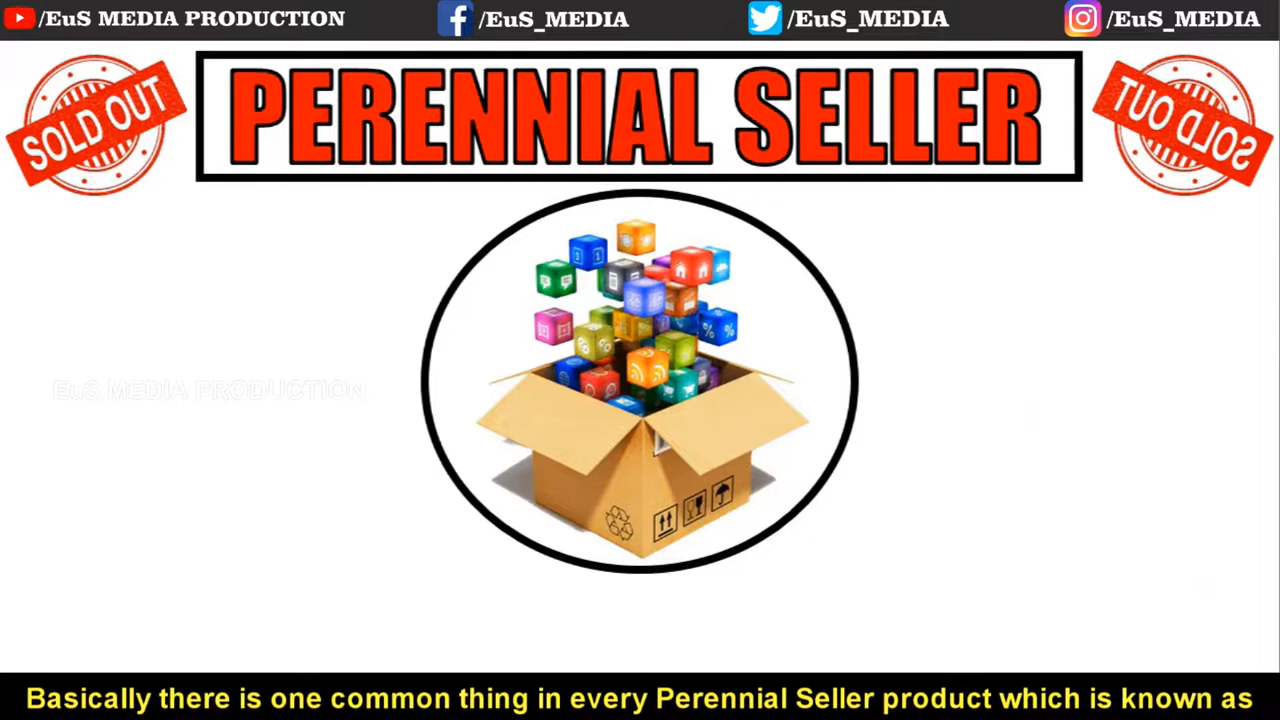 /EuS MEDIA PRODUCTION /EuS_MEDIA /EuS_MEDIA /EuS_MEDIA
SOLD OUT
PERENNIAL SELLER
SOLD OUT
EuS MEDIA PRODUCTION
Basically there is one common thing in every Perennial Seller product which is known as